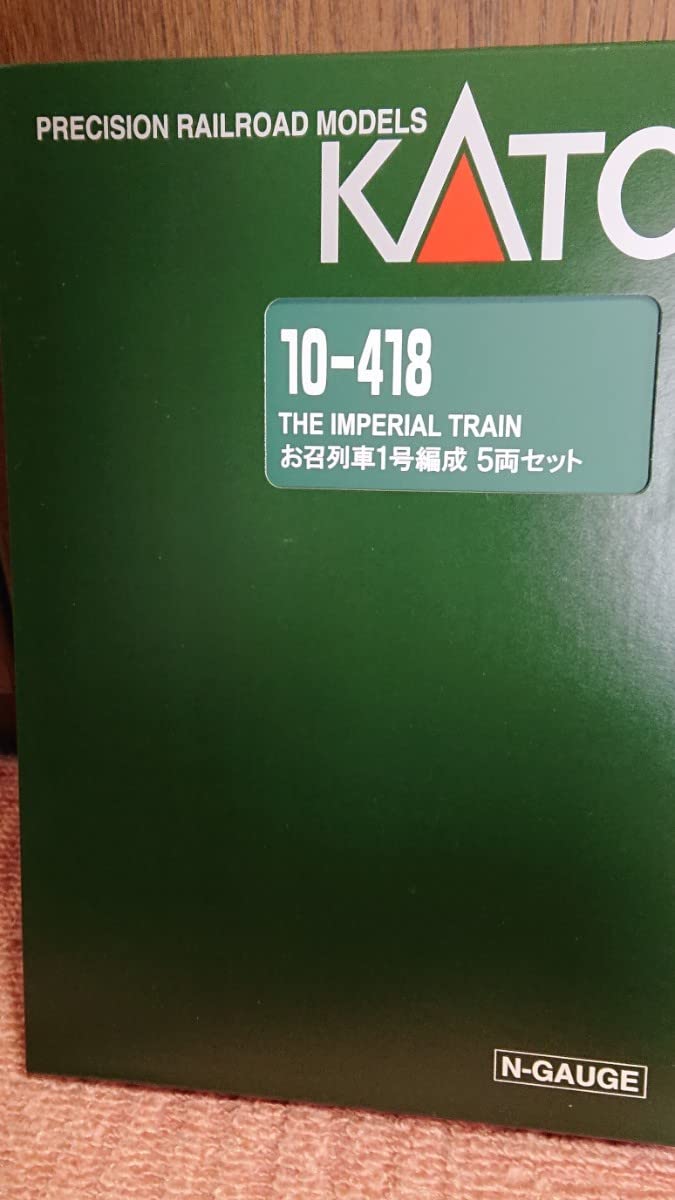 PRECISION RAILROAD MODELS
KATO
10-418
THE IMPERIAL TRAIN
お召列車1号編成 5両セット
N-GAUGE